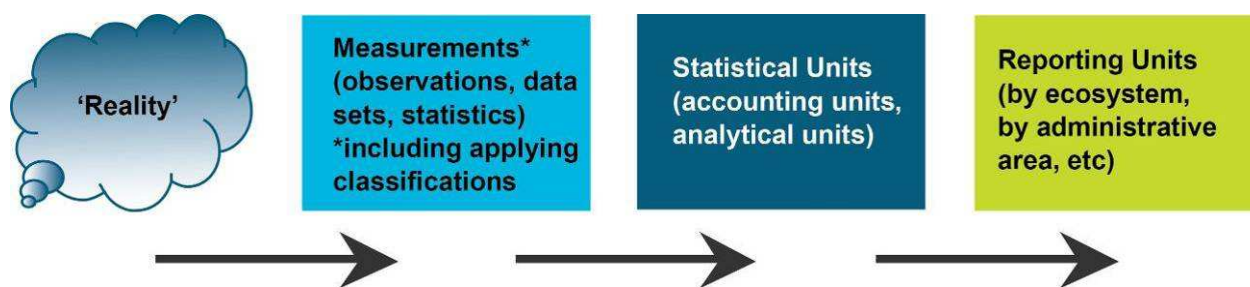 ‘Reality’
Measurements*
(observations, data
sets, statistics)
*including applying
classifications
Statistical Units
(accounting units,
analytical units)
Reporting Units
(by ecosystem,
by administrative
area, etc)